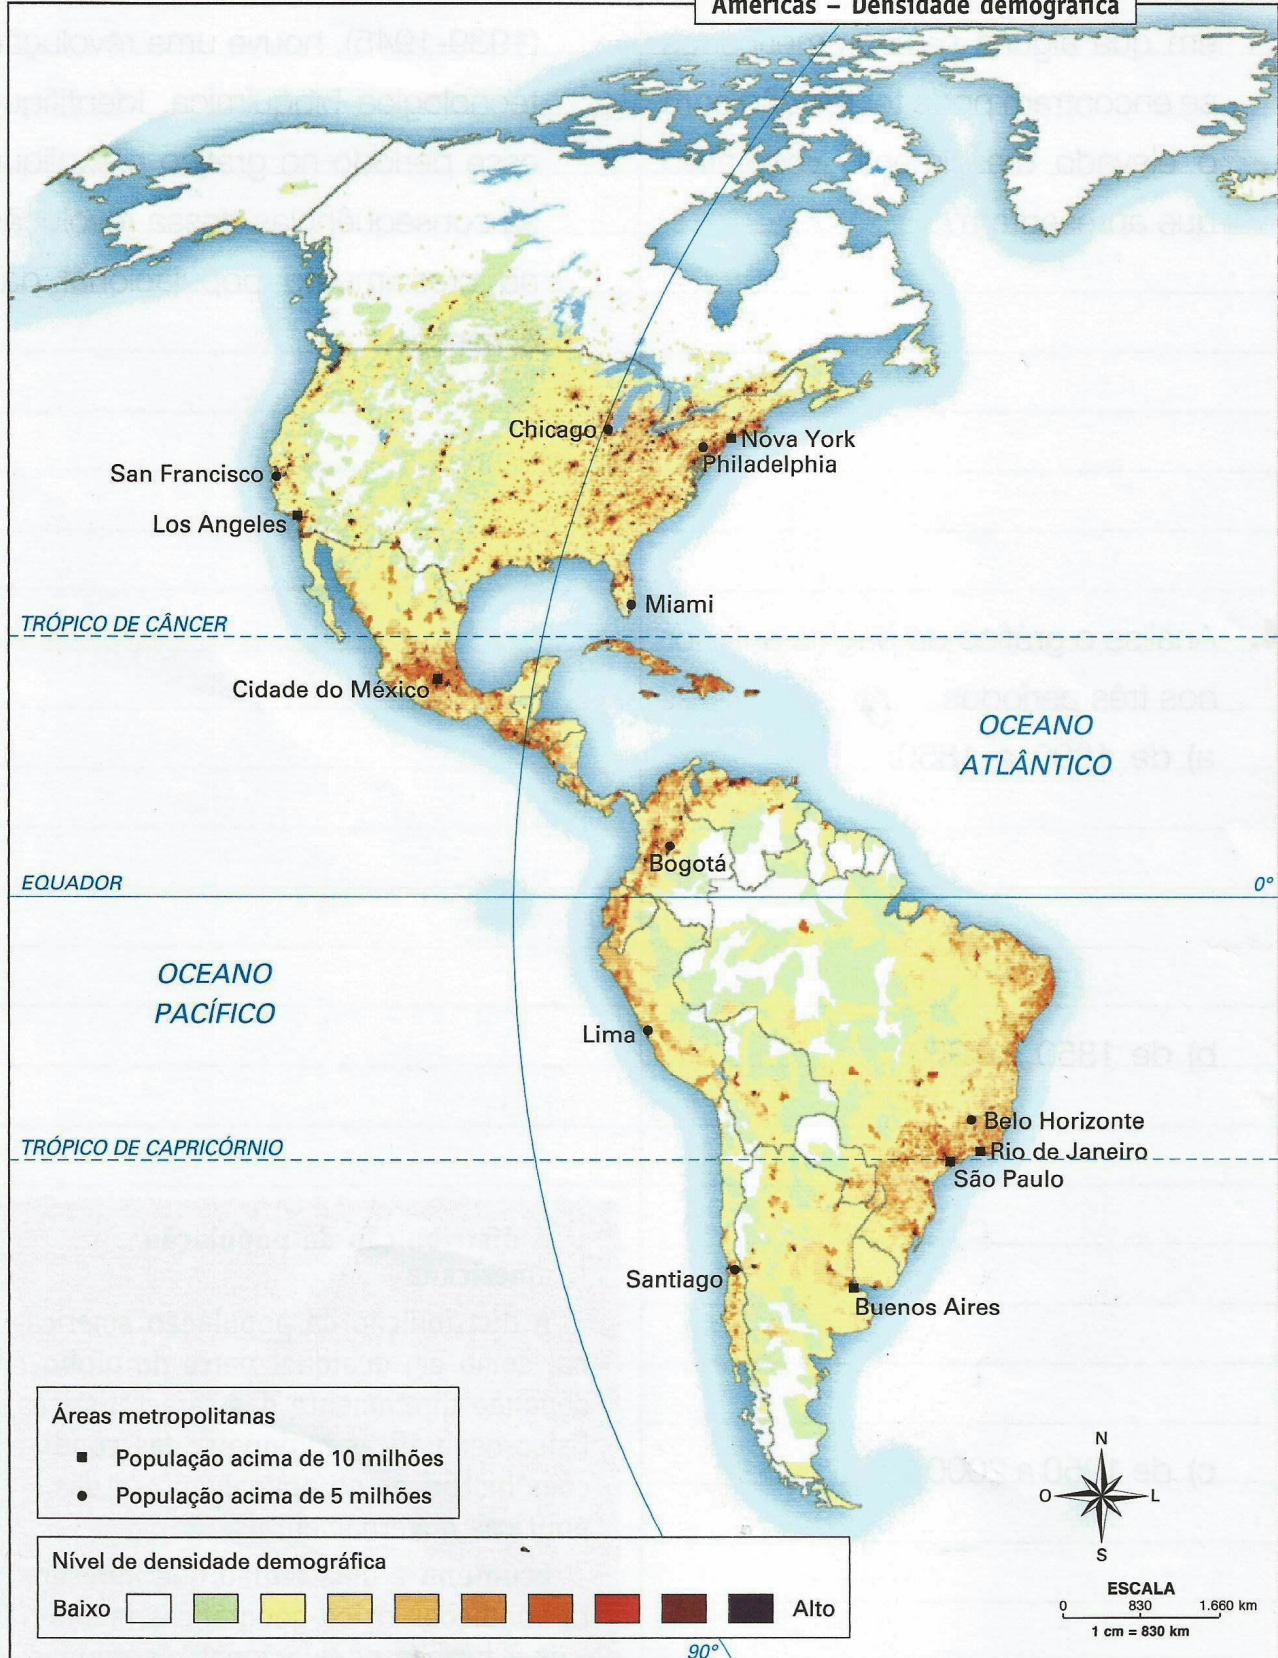 Américas – Densidade demográfica
Chicago
Nova York
Philadelphia
San Francisco
Los Angeles
Miami
TRÓPICO DE CÂNCER
Cidade do México
OCEANO
ATLÂNTICO
Bogotá
EQUADOR
0°
OCEANO
PACÍFICO
Lima
Belo Horizonte
TRÓPICO DE CAPRICÓRNIO
Rio de Janeiro
São Paulo
Santiago
Buenos Aires
Áreas metropolitanas
População acima de 10 milhões
População acima de 5 milhões
N
O
L
S
Nível de densidade demográfica
Baixo
Alto
ESCALA
0 830 1.660 km
1 cm = 830 km
90°